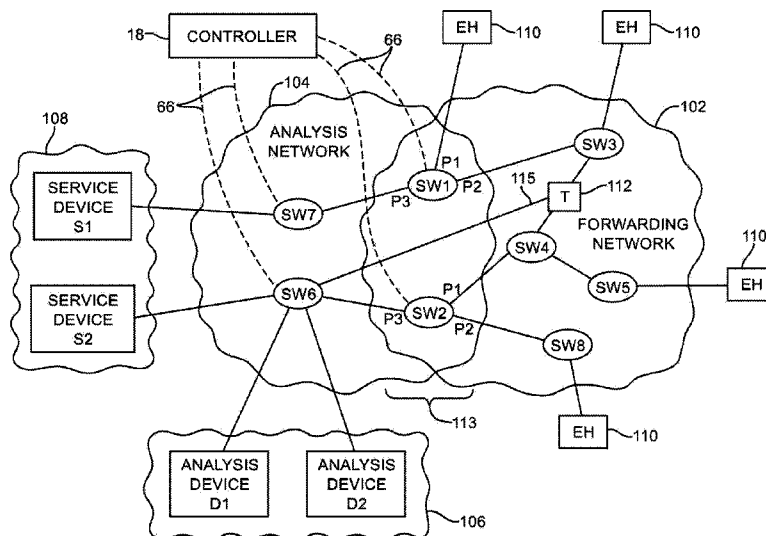 18
CONTROLLER
66
66
EH
110
EH
110
104
102
108
ANALYSIS
NETWORK
SW3
P1
SW1
P2
P3
115
T
112
SERVICE
DEVICE
S1
SW7
SW4
FORWARDING
NETWORK
110
SERVICE
DEVICE
S2
SW6
P1
SW5
EH
P3
SW2
P2
SW8
113
EH
110
ANALYSIS
DEVICE
D1
ANALYSIS
DEVICE
D2
106